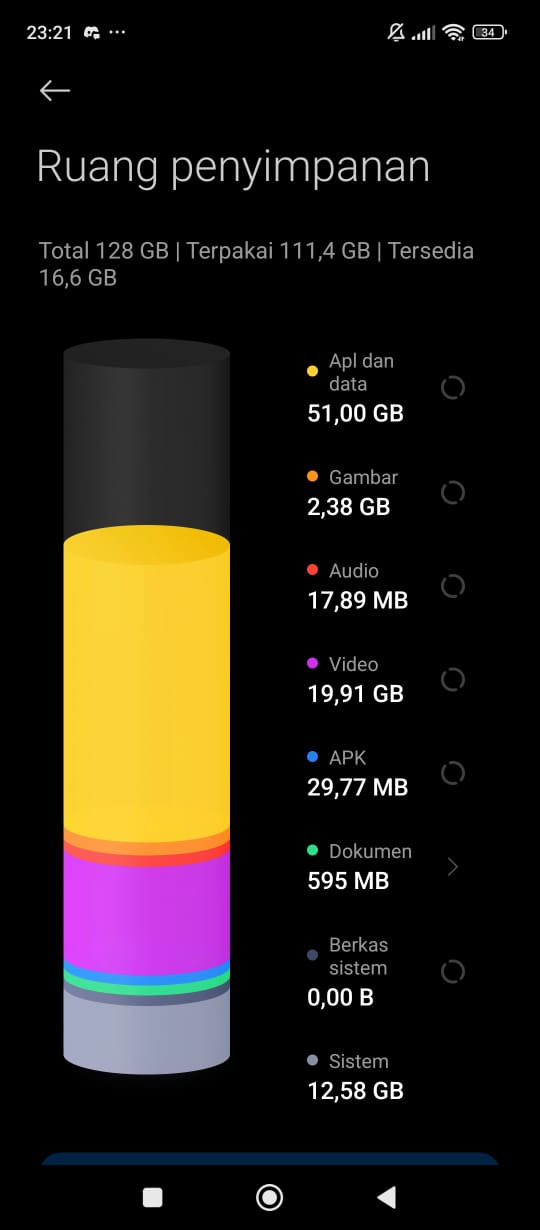 23:21
34
Ruang penyimpanan
Total 128 GB | Terpakai 111,4 GB | Tersedia
16,6 GB
Apl dan
data
51,00 GB
Gambar
2,38 GB
Audio
17,89 MB
Video
19,91 GB
APK
29,77 MB
Dokumen
595 MB
Berkas
sistem
0,00 B
Sistem
12,58 GB